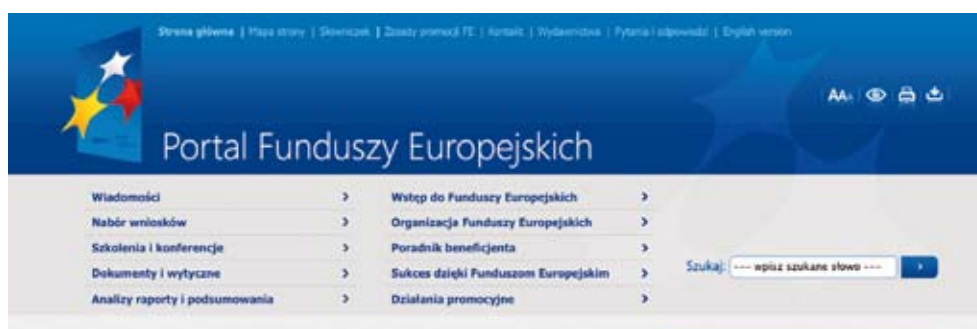 Strona główna | Mapa strony | Słowniczek | Zasady promocji FE | Kontakt | Wydawnictwa | Pytania i odpowiedzi | English version
AAA
Portal Funduszy Europejskich
Wiadomości > Wstęp do Funduszy Europejskich >
Nabór wniosków > Organizacja Funduszy Europejskich >
Szkolenia i konferencje > Poradnik beneficjenta >
Dokumenty i wytyczne > Sukces dzięki Funduszom Europejskim > Szukaj: --- wpisz szukane słowo --- >
Analizy raporty i podsumowania > Działania promocyjne >